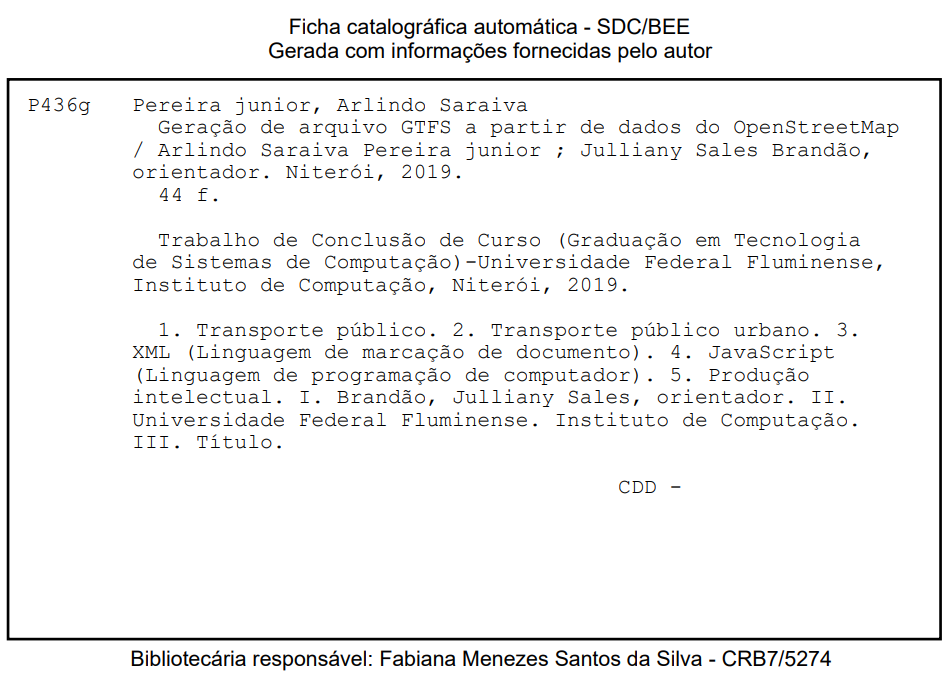 Ficha catalográfica automática - SDC/BEE
Gerada com informações fornecidas pelo autor
P436g Pereira junior, Arlindo Saraiva
Geração de arquivo GTFS a partir de dados do OpenStreetMap
/ Arlindo Saraiva Pereira junior ; Julliany Sales Brandão,
orientador. Niterói, 2019.
44 f.
Trabalho de Conclusão de Curso (Graduação em Tecnologia
de Sistemas de Computação)-Universidade Federal Fluminense,
Instituto de Computação, Niterói, 2019.
1. Transporte público. 2. Transporte público urbano. 3.
XML (Linguagem de marcação de documento). 4. JavaScript
(Linguagem de programação de computador). 5. Produção
intelectual. I. Brandão, Julliany Sales, orientador. II.
Universidade Federal Fluminense. Instituto de Computação.
III. Título.
CDD -
Bibliotecária responsável: Fabiana Menezes Santos da Silva - CRB7/5274